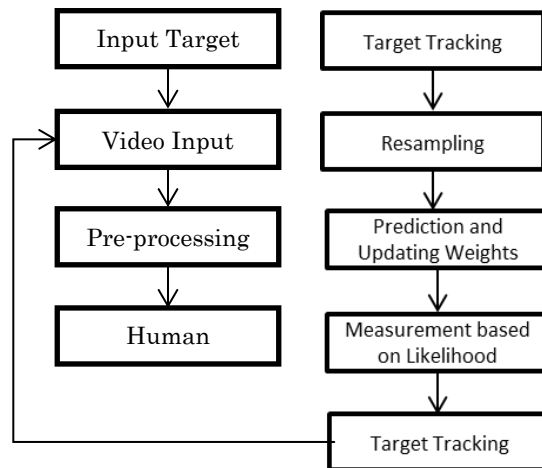 Input Target
Video Input
Pre-processing
Human
Target Tracking
Resampling
Prediction and
Updating Weights
Measurement based
on Likelihood
Target Tracking